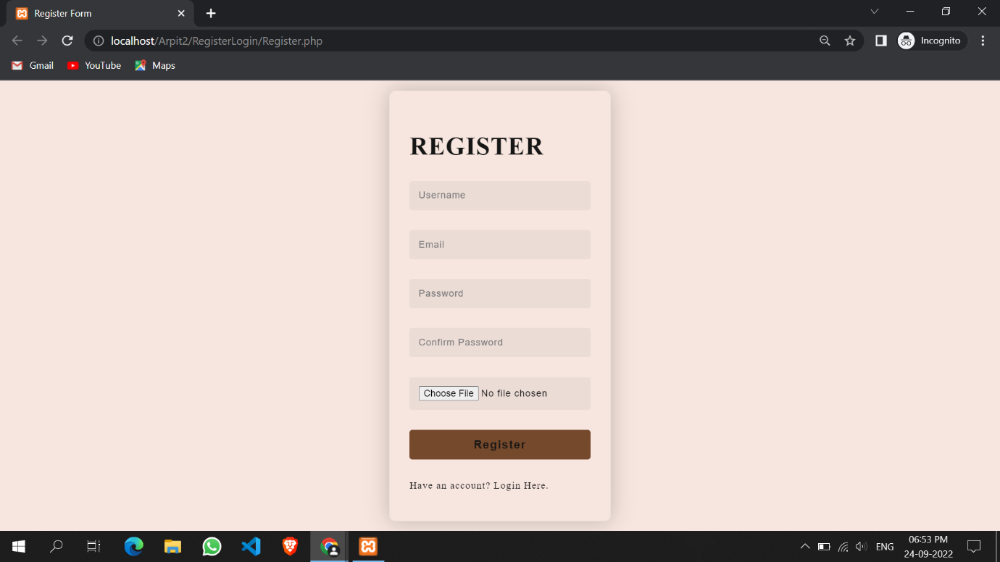 Register Form
localhost/Arpit2/RegisterLogin/Register.php
Incognito
Gmail YouTube Maps
REGISTER
Username
Email
Password
Confirm Password
Choose File No file chosen
Register
Have an account? Login Here.
ENG
06:53 PM
24-09-2022